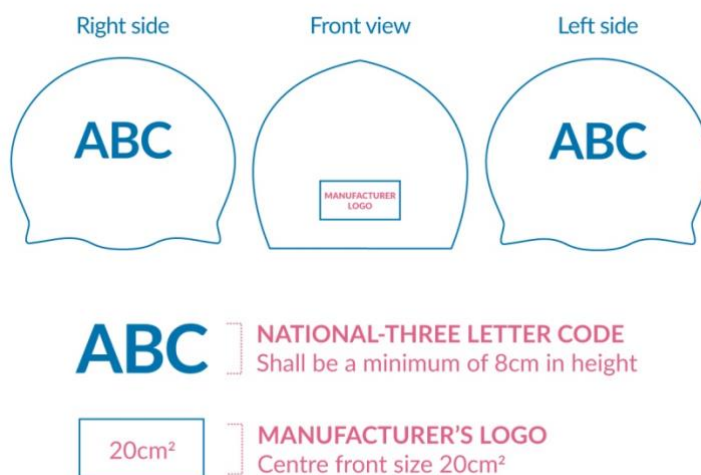 Right side Front view Left side
ABC ABC
MANUFACTURER
LOGO
ABC NATIONAL-THREE LETTER CODE
Shall be a minimum of 8cm in height
20cm² MANUFACTURER'S LOGO
Centre front size 20cm²